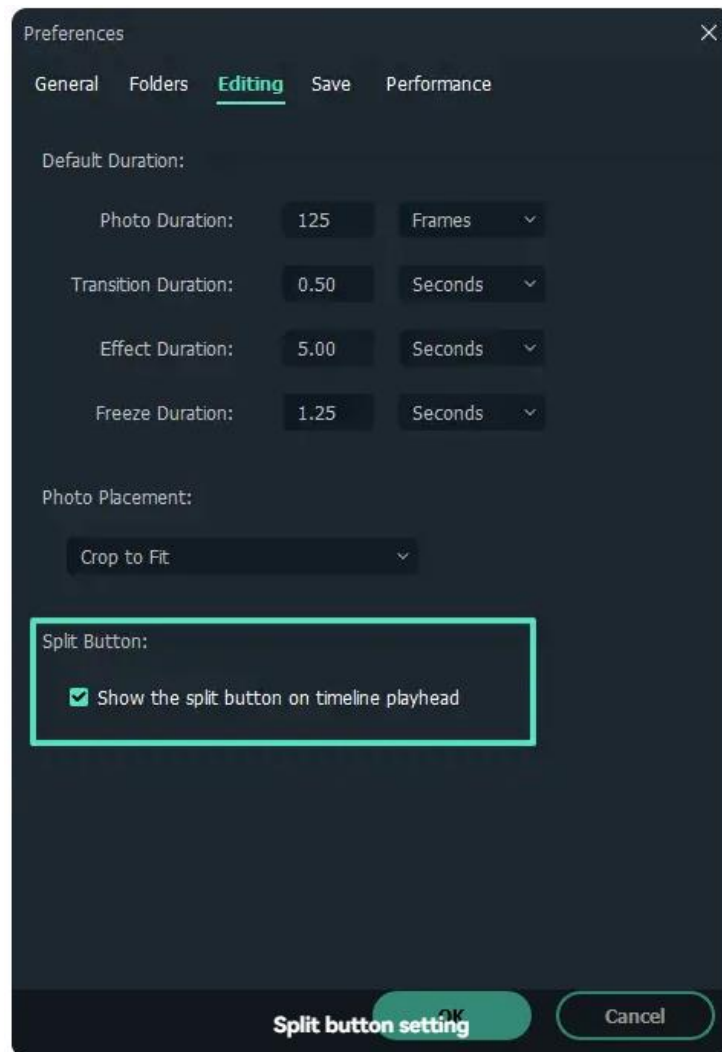 Preferences
General Folders Editing Save Performance
Default Duration:
Photo Duration: 125 Frames
Transition Duration: 0.50 Seconds
Effect Duration: 5.00 Seconds
Freeze Duration: 1.25 Seconds
Photo Placement:
Crop to Fit
Split Button:
Show the split button on timeline playhead
OK Cancel
Split button setting